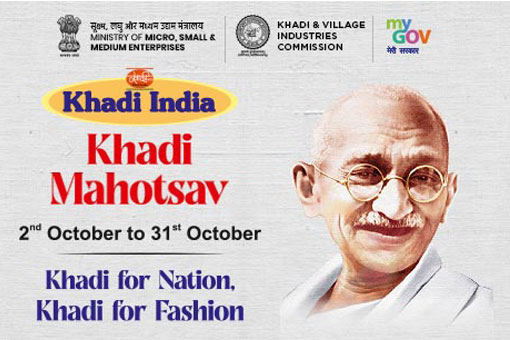 सूक्ष्म, लघु और मध्यम उद्यम मंत्रालय
MINISTRY OF MICRO, SMALL &
MEDIUM ENTERPRISES
KHADI & VILLAGE
INDUSTRIES
COMMISSION
my
GOV
मेरी सरकार
Khadi India
Khadi
Mahotsav
2nd October to 31st October
Khadi for Nation,
Khadi for Fashion